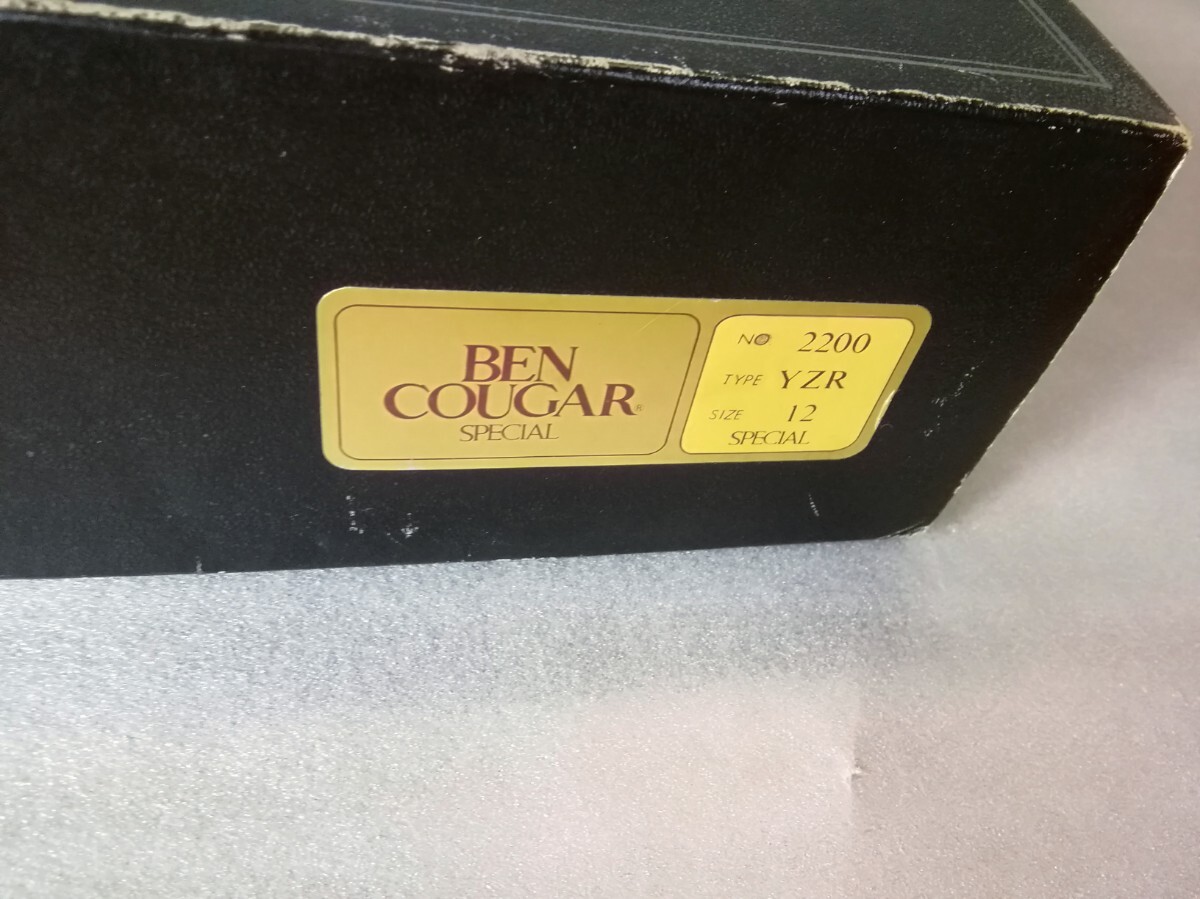 BEN
COUGAR®
SPECIAL
NO 2200
TYPE YZR
SIZE 12
SPECIAL